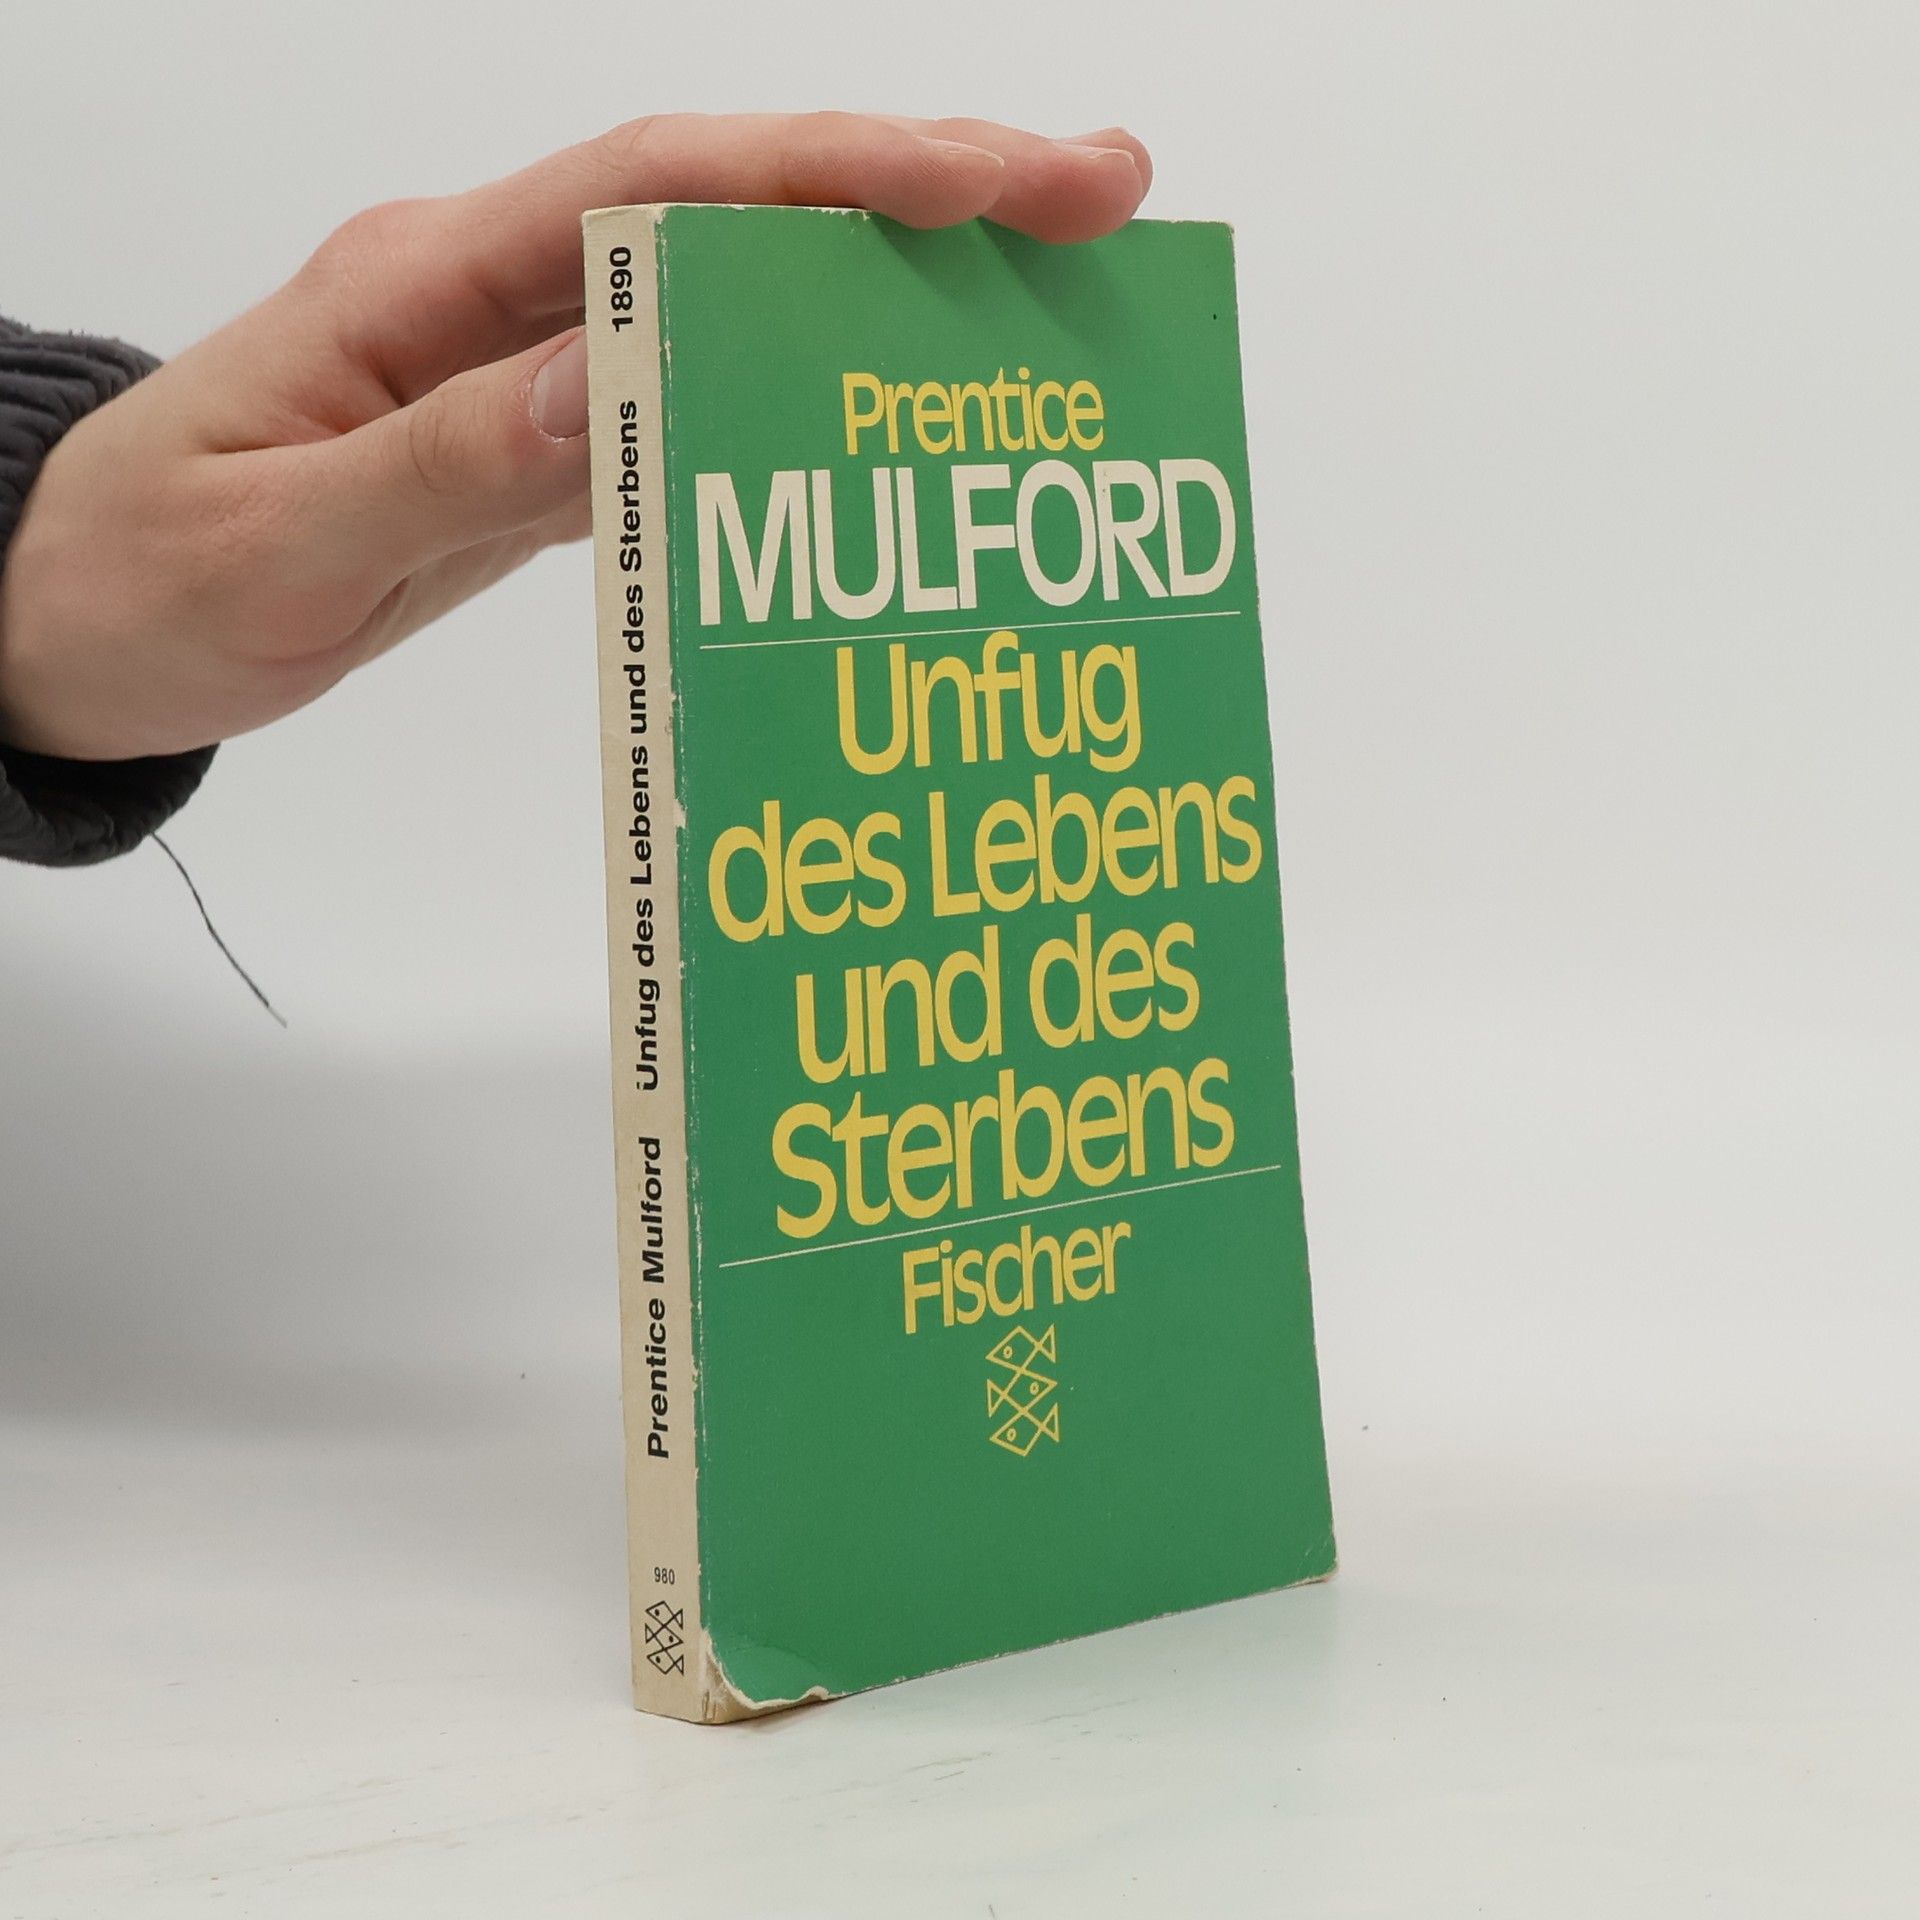 Prentice
MULFORD
Unfug
des Lebens
und des
Sterbens
Fischer
Prentice Mulford Unfug des Lebens und des Sterbens 1890
980